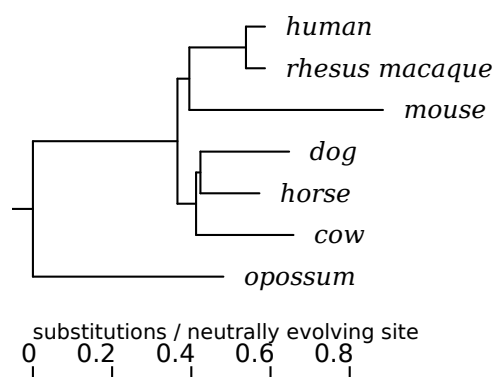 human
rhesus macaque
mouse
dog
horse
cow
opossum
substitutions / neutrally evolving site
0 0.2 0.4 0.6 0.8